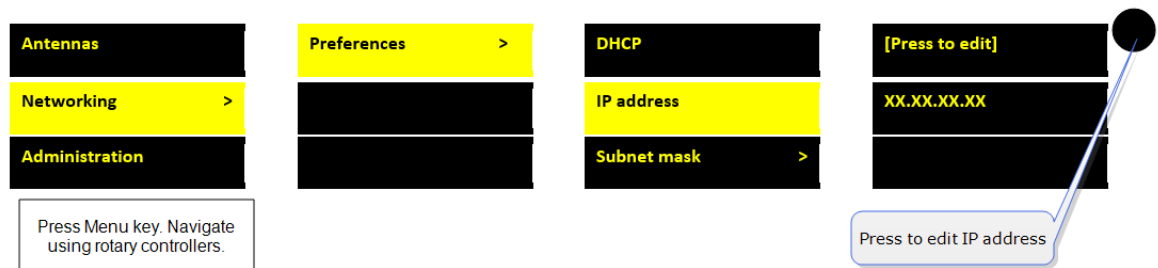 Antennas
Networking >
Administration
Press Menu key. Navigate
using rotary controllers.
Preferences >
DHCP
IP address
Subnet mask >
[Press to edit]
XX.XX.XX.XX
Press to edit IP address